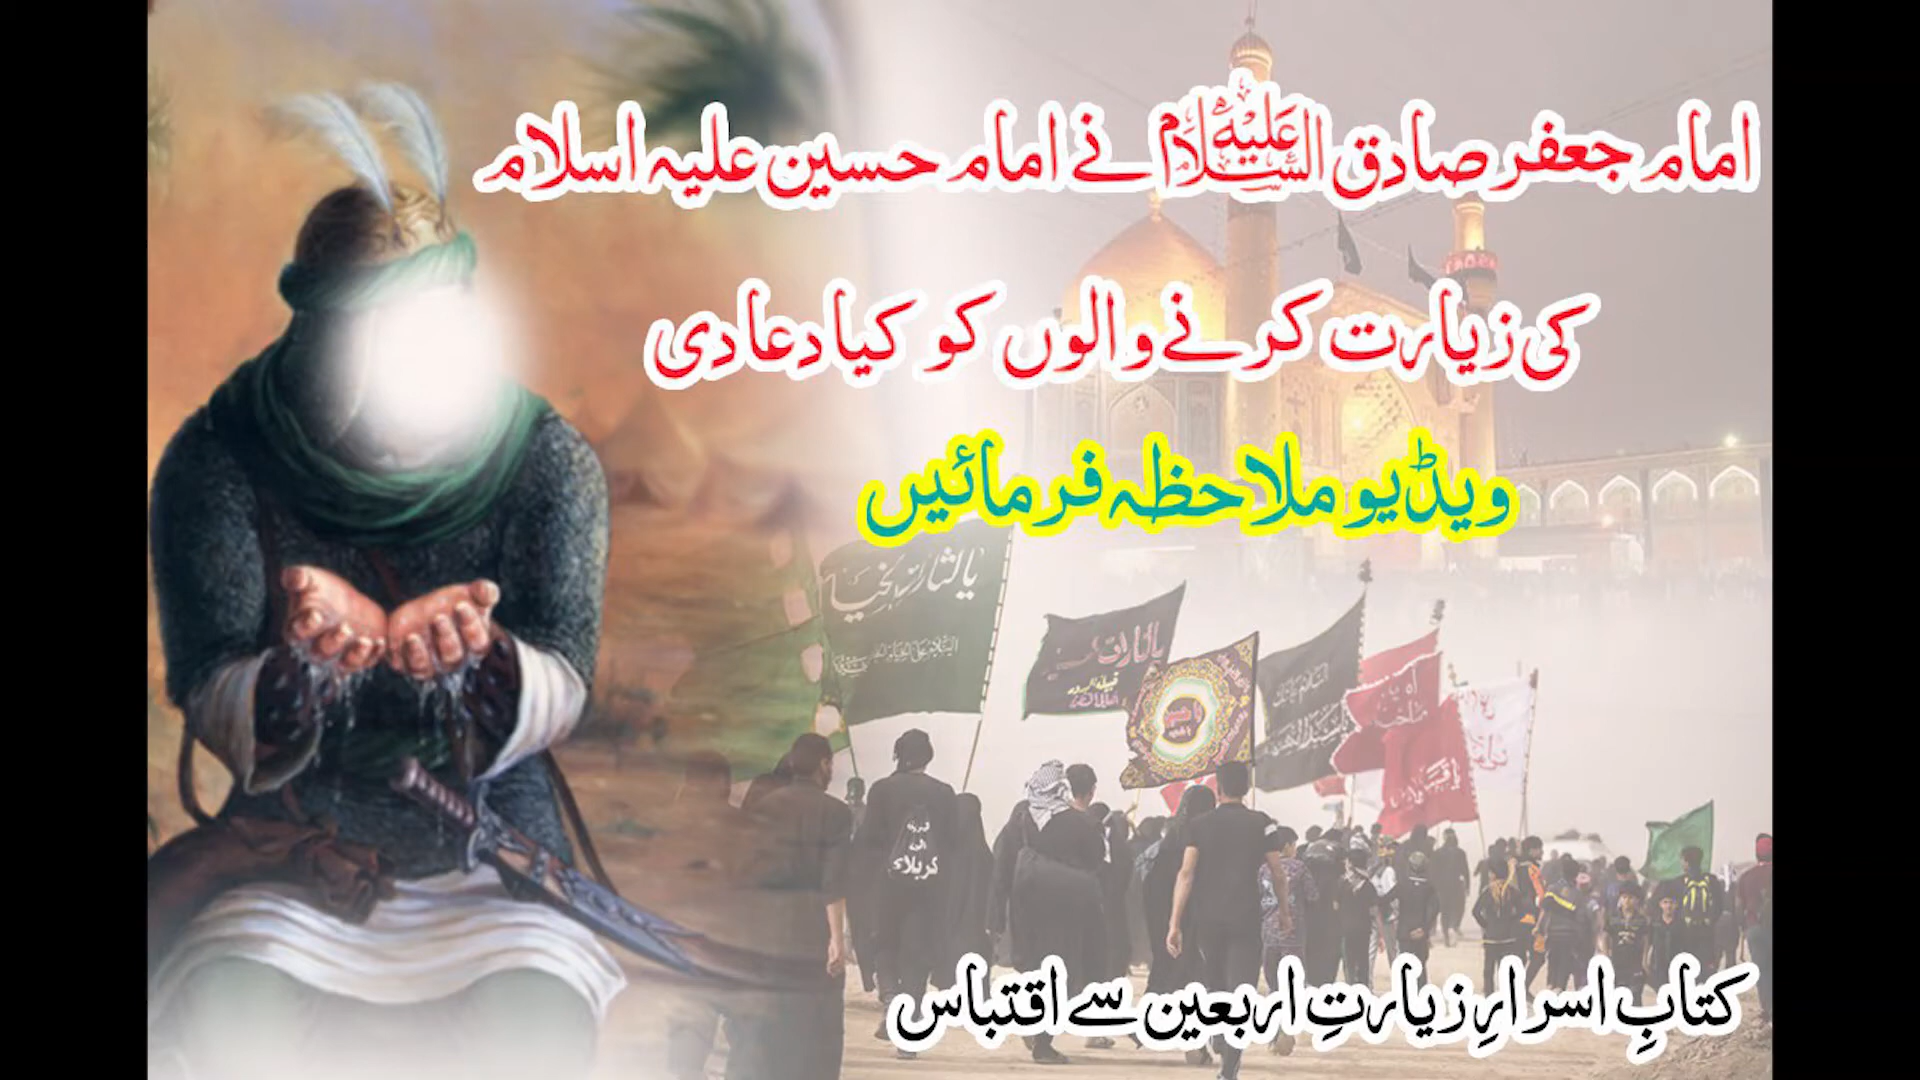 امام جعفر صادق علیہ السلام نے امام حسین علیہ اسلام
کی زیارت کرنے والوں کو کیا دعا دی
ویڈیو ملاحظہ فرمائیں
کربلاء
کتابِ اسرارِ زیارتِ اربعین سے اقتباس